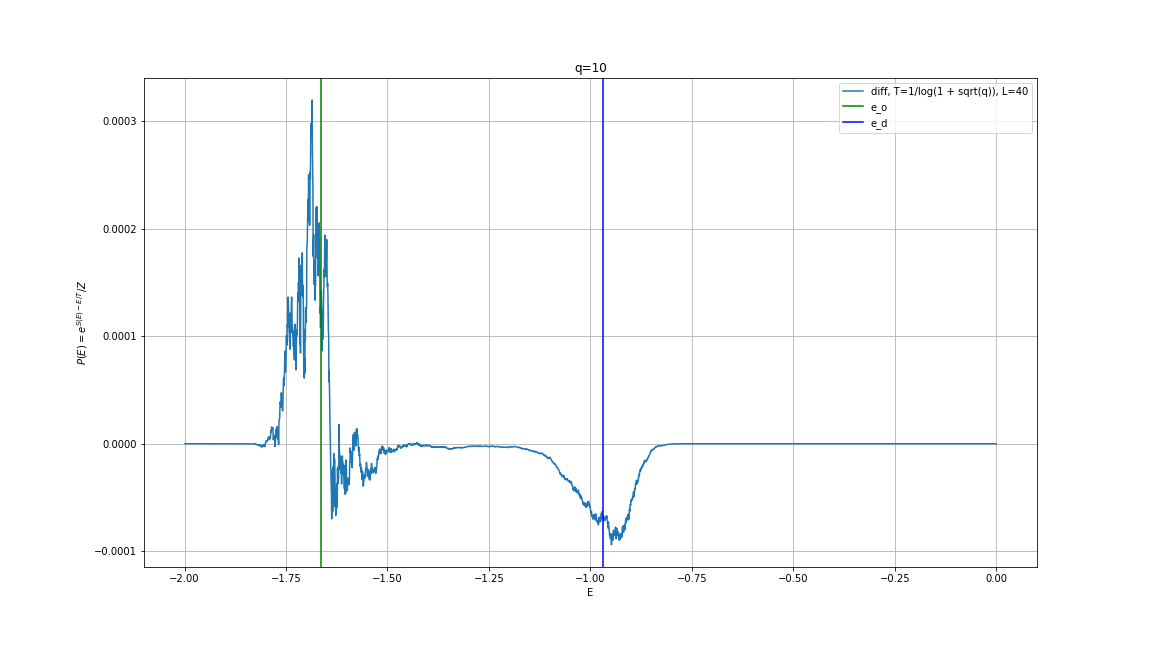 q=10
diff, T=1/log(1 + sqrt(q)), L=40
e_o
e_d
0.0003
0.0002
0.0001
0.0000
−0.0001
P(E) = e^{S(E) − E/T}/Z
−2.00 −1.75 −1.50 −1.25 −1.00 −0.75 −0.50 −0.25 0.00
E